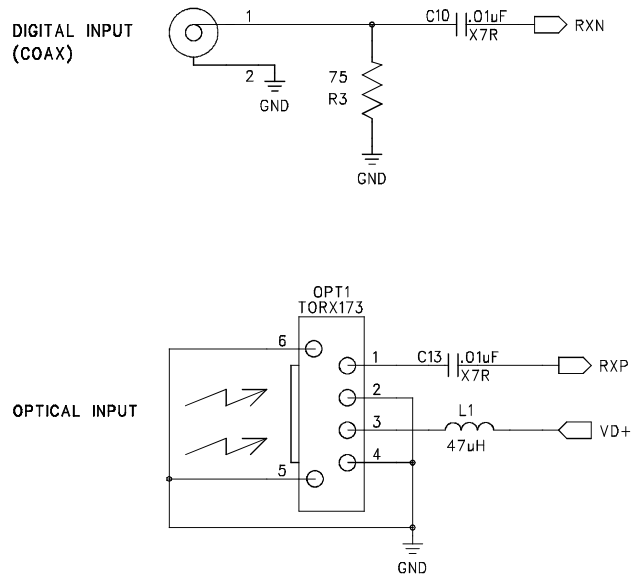 DIGITAL INPUT
(COAX)
1
2
GND
75
R3
GND
C10
.01uF
X7R
RXN
OPT1
TORX173
6
5
1
2
3
4
C13
.01uF
X7R
RXP
OPTICAL INPUT
L1
47uH
VD+
GND